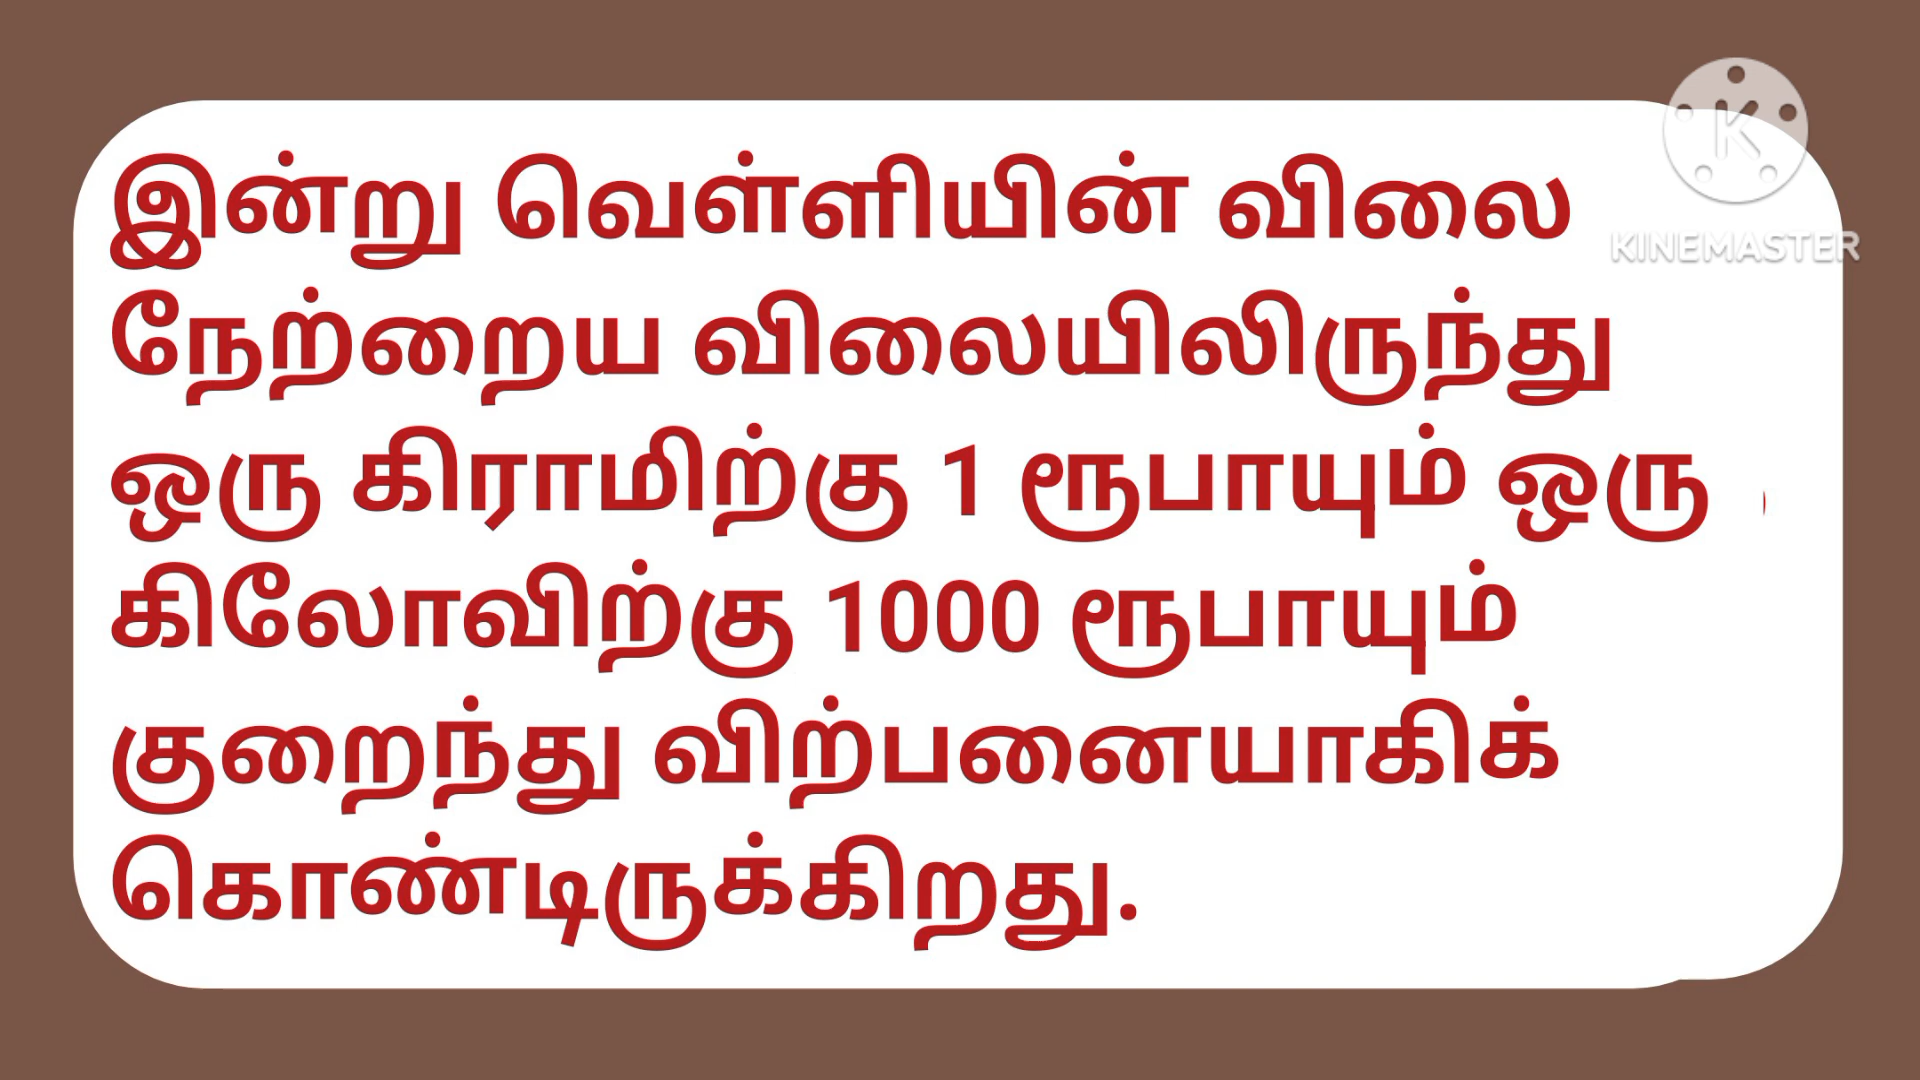 இன்று வெள்ளியின் விலை
நேற்றைய விலையிலிருந்து
ஒரு கிராமிற்கு 1 ரூபாயும் ஒரு
கிலோவிற்கு 1000 ரூபாயும்
குறைந்து விற்பனையாகிக்
கொண்டிருக்கிறது.
K
KINEMASTER